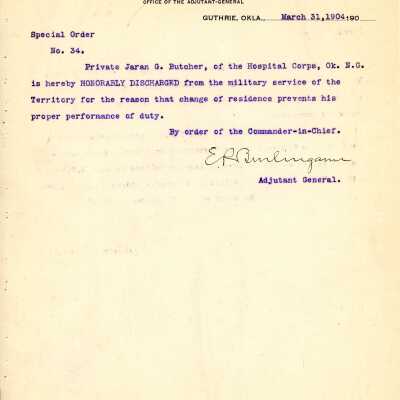 OFFICE OF THE ADJUTANT-GENERAL
GUTHRIE, OKLA., March 31, 1904. 190
Special Order
No. 34.
Private Jaran G. Butcher, of the Hospital Corps, Ok. N.G.
is hereby HONORABLY DISCHARGED from the military service of the
Territory for the reason that change of residence prevents his
proper performance of duty.
By order of the Commander-in-Chief.
E P Burlingame
Adjutant General.